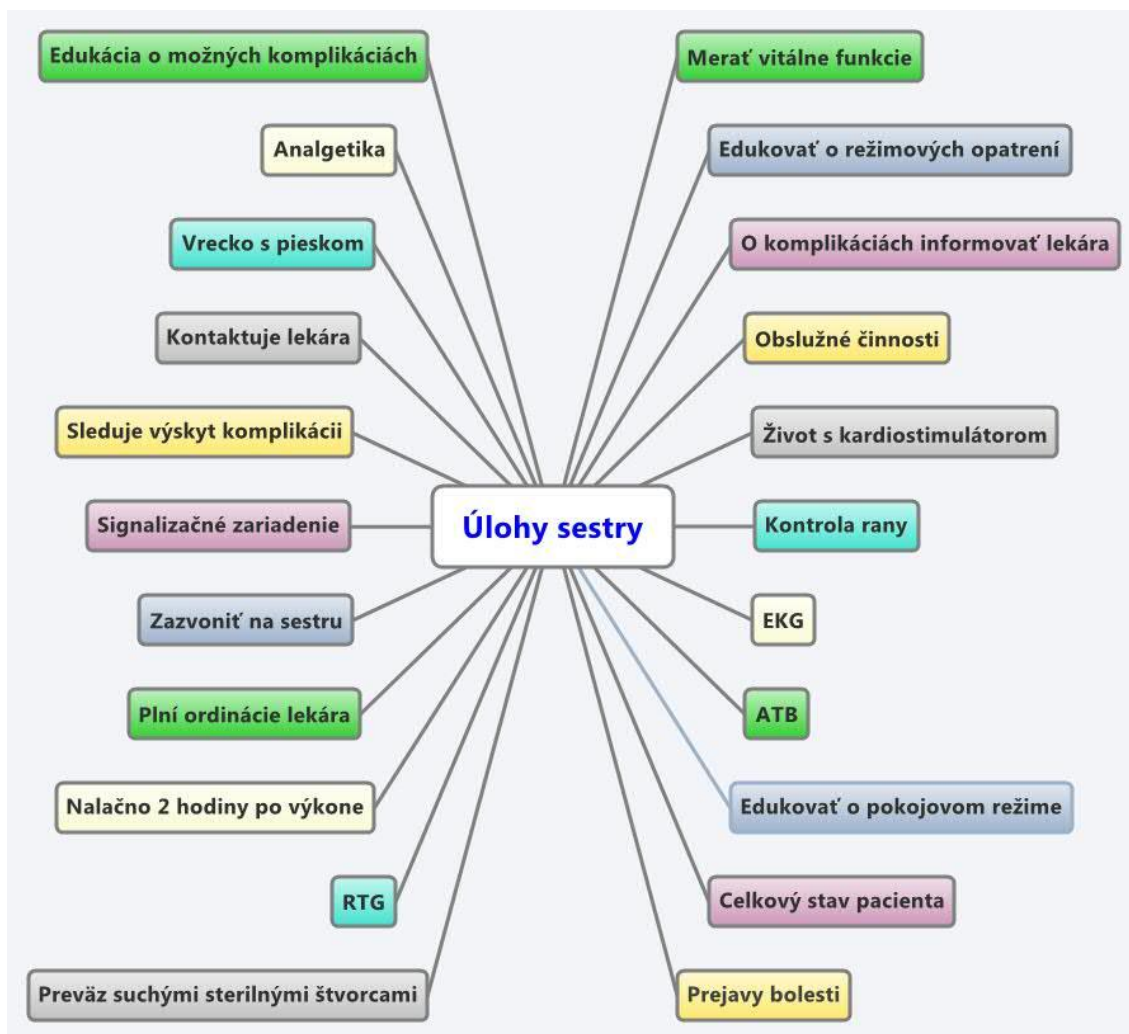 Edukácia o možných komplikáciách
Merať vitálne funkcie
Analgetika
Edukovať o režimových opatrení
Vrecko s pieskom
O komplikáciách informovať lekára
Kontaktuje lekára
Obslužné činnosti
Sleduje výskyt komplikácii
Život s kardiostimulátorom
Signalizačné zariadenie
Úlohy sestry
Kontrola rany
Zazvoniť na sestru
EKG
Plní ordinácie lekára
ATB
Nalačno 2 hodiny po výkone
Edukovať o pokojovom režime
RTG
Celkový stav pacienta
Preväz suchými sterilnými štvorcami
Prejavy bolesti